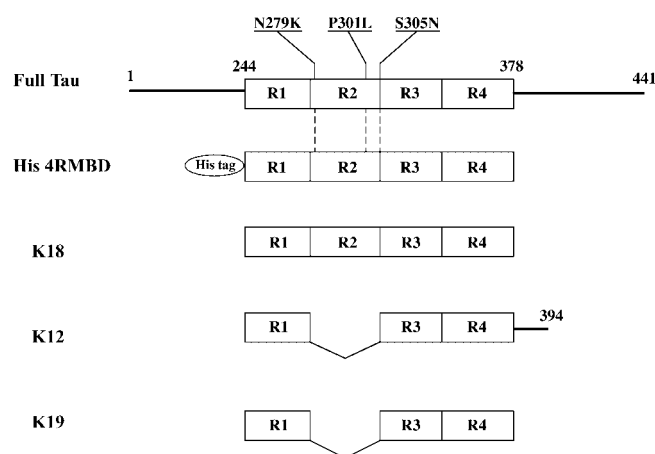 N279K P301L S305N
244 378
1 441
Full Tau R1 R2 R3 R4
His 4RMBD His tag R1 R2 R3 R4
K18 R1 R2 R3 R4
394
K12 R1 R3 R4
K19 R1 R3 R4